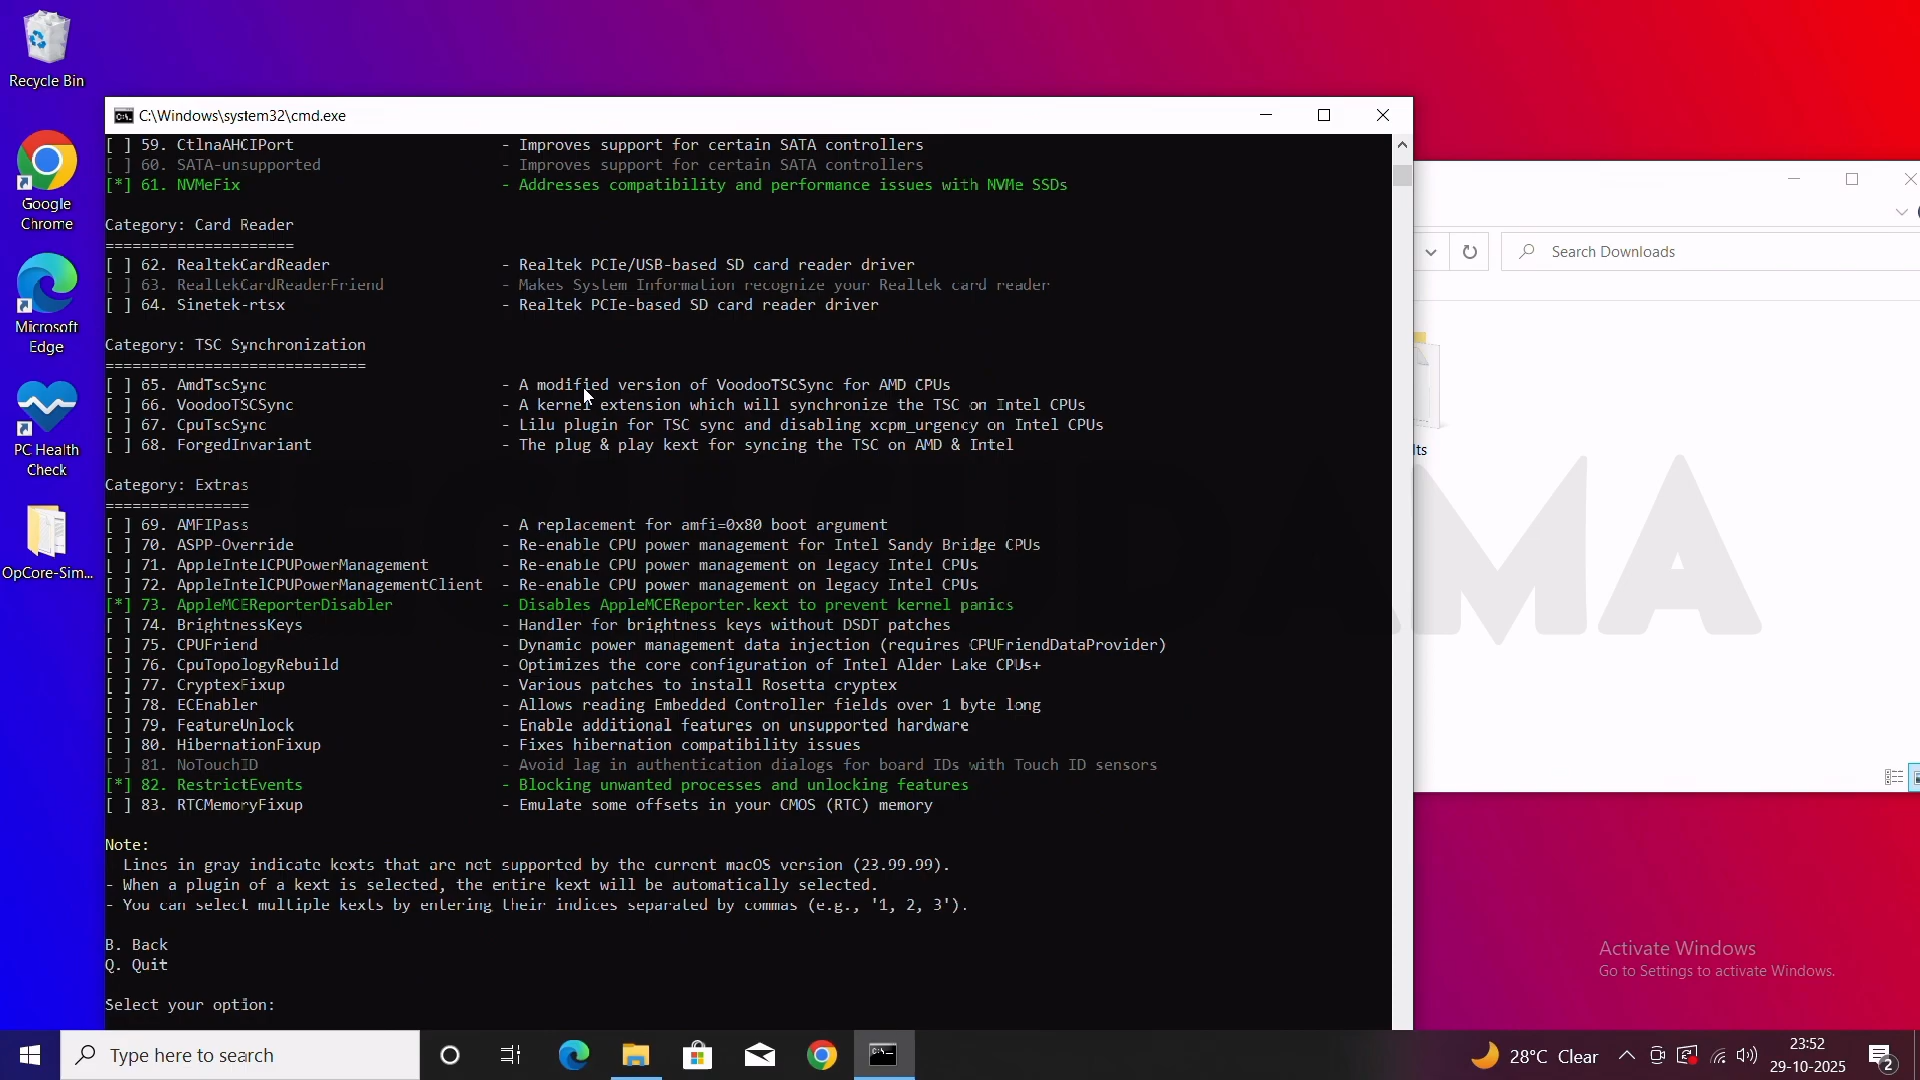 Recycle Bin
Google
Chrome
Microsoft
Edge
PC Health
Check
OpCore-Sim...
C:\Windows\system32\cmd.exe
[ ] 59. CtlnaAHCIPort - Improves support for certain SATA controllers
[ ] 60. SATA-unsupported - Improves support for certain SATA controllers
[*] 61. NVMeFix - Addresses compatibility and performance issues with NVMe SSDs
Category: Card Reader
=====================
[ ] 62. RealtekCardReader - Realtek PCIe/USB-based SD card reader driver
[ ] 63. RealtekCardReaderFriend - Makes System Information recognize your Realtek card reader
[ ] 64. Sinetek-rtsx - Realtek PCIe-based SD card reader driver
Category: TSC Synchronization
=============================
[ ] 65. AmdTscSync - A modified version of VoodooTSCSync for AMD CPUs
[ ] 66. VoodooTSCSync - A kernel extension which will synchronize the TSC on Intel CPUs
[ ] 67. CpuTscSync - Lilu plugin for TSC sync and disabling xcpm_urgency on Intel CPUs
[ ] 68. ForgedInvariant - The plug & play kext for syncing the TSC on AMD & Intel
Category: Extras
================
[ ] 69. AMFIPass - A replacement for amfi=0x80 boot argument
[ ] 70. ASPP-Override - Re-enable CPU power management for Intel Sandy Bridge CPUs
[ ] 71. AppleIntelCPUPowerManagement - Re-enable CPU power management on legacy Intel CPUs
[ ] 72. AppleIntelCPUPowerManagementClient - Re-enable CPU power management on legacy Intel CPUs
[*] 73. AppleMCEReporterDisabler - Disables AppleMCEReporter.kext to prevent kernel panics
[ ] 74. BrightnessKeys - Handler for brightness keys without DSDT patches
[ ] 75. CPUFriend - Dynamic power management data injection (requires CPUFriendDataProvider)
[ ] 76. CpuTopologyRebuild - Optimizes the core configuration of Intel Alder Lake CPUs+
[ ] 77. CryptexFixup - Various patches to install Rosetta cryptex
[ ] 78. ECEnabler - Allows reading Embedded Controller fields over 1 byte long
[ ] 79. FeatureUnlock - Enable additional features on unsupported hardware
[ ] 80. HibernationFixup - Fixes hibernation compatibility issues
[ ] 81. NoTouchID - Avoid lag in authentication dialogs for board IDs with Touch ID sensors
[*] 82. RestrictEvents - Blocking unwanted processes and unlocking features
[ ] 83. RTCMemoryFixup - Emulate some offsets in your CMOS (RTC) memory
Note:
Lines in gray indicate kexts that are not supported by the current macOS version (23.99.99).
- When a plugin of a kext is selected, the entire kext will be automatically selected.
- You can select multiple kexts by entering their indices separated by commas (e.g., '1, 2, 3').
B. Back
Q. Quit
Select your option:
Search Downloads
lts
AMA
Activate Windows
Go to Settings to activate Windows.
Type here to search
28°C Clear
23:52
29-10-2025
2